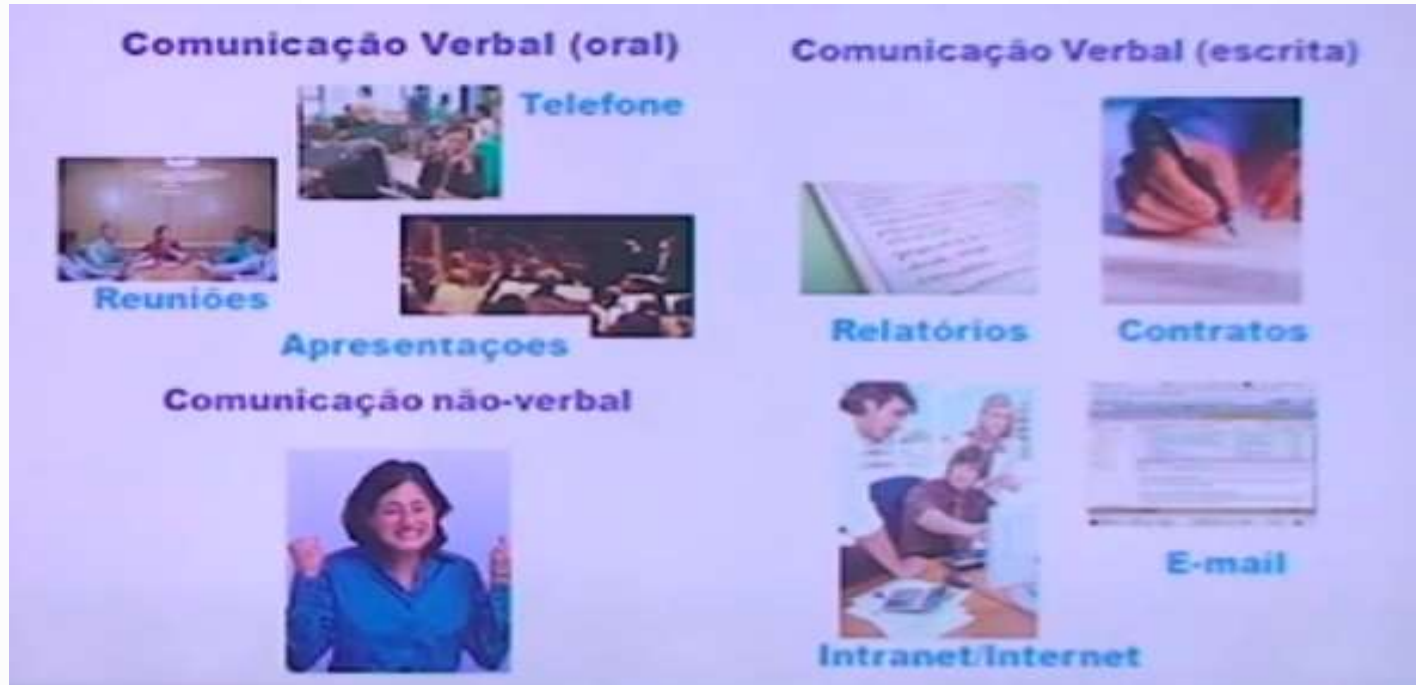 Comunicação Verbal (oral)
Telefone
Reuniões
Apresentaçoes
Comunicação não-verbal
Comunicação Verbal (escrita)
Relatórios
Contratos
E-mail
Intranet/Internet